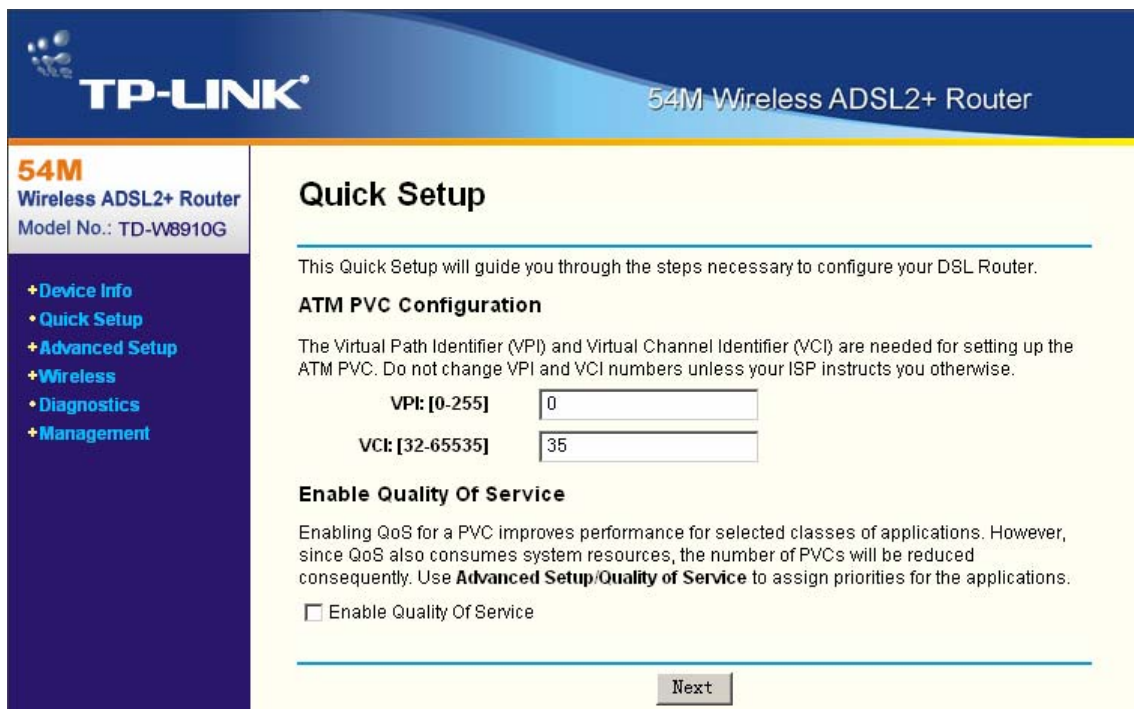 TP-LINK®
54M Wireless ADSL2+ Router
54M
Wireless ADSL2+ Router
Model No.: TD-W8910G
+Device Info
•Quick Setup
+Advanced Setup
+Wireless
•Diagnostics
+Management
Quick Setup
This Quick Setup will guide you through the steps necessary to configure your DSL Router.
ATM PVC Configuration
The Virtual Path Identifier (VPI) and Virtual Channel Identifier (VCI) are needed for setting up the
ATM PVC. Do not change VPI and VCI numbers unless your ISP instructs you otherwise.
VPI: [0-255] 0
VCI: [32-65535] 35
Enable Quality Of Service
Enabling QoS for a PVC improves performance for selected classes of applications. However,
since QoS also consumes system resources, the number of PVCs will be reduced
consequently. Use Advanced Setup/Quality of Service to assign priorities for the applications.
Enable Quality Of Service
Next